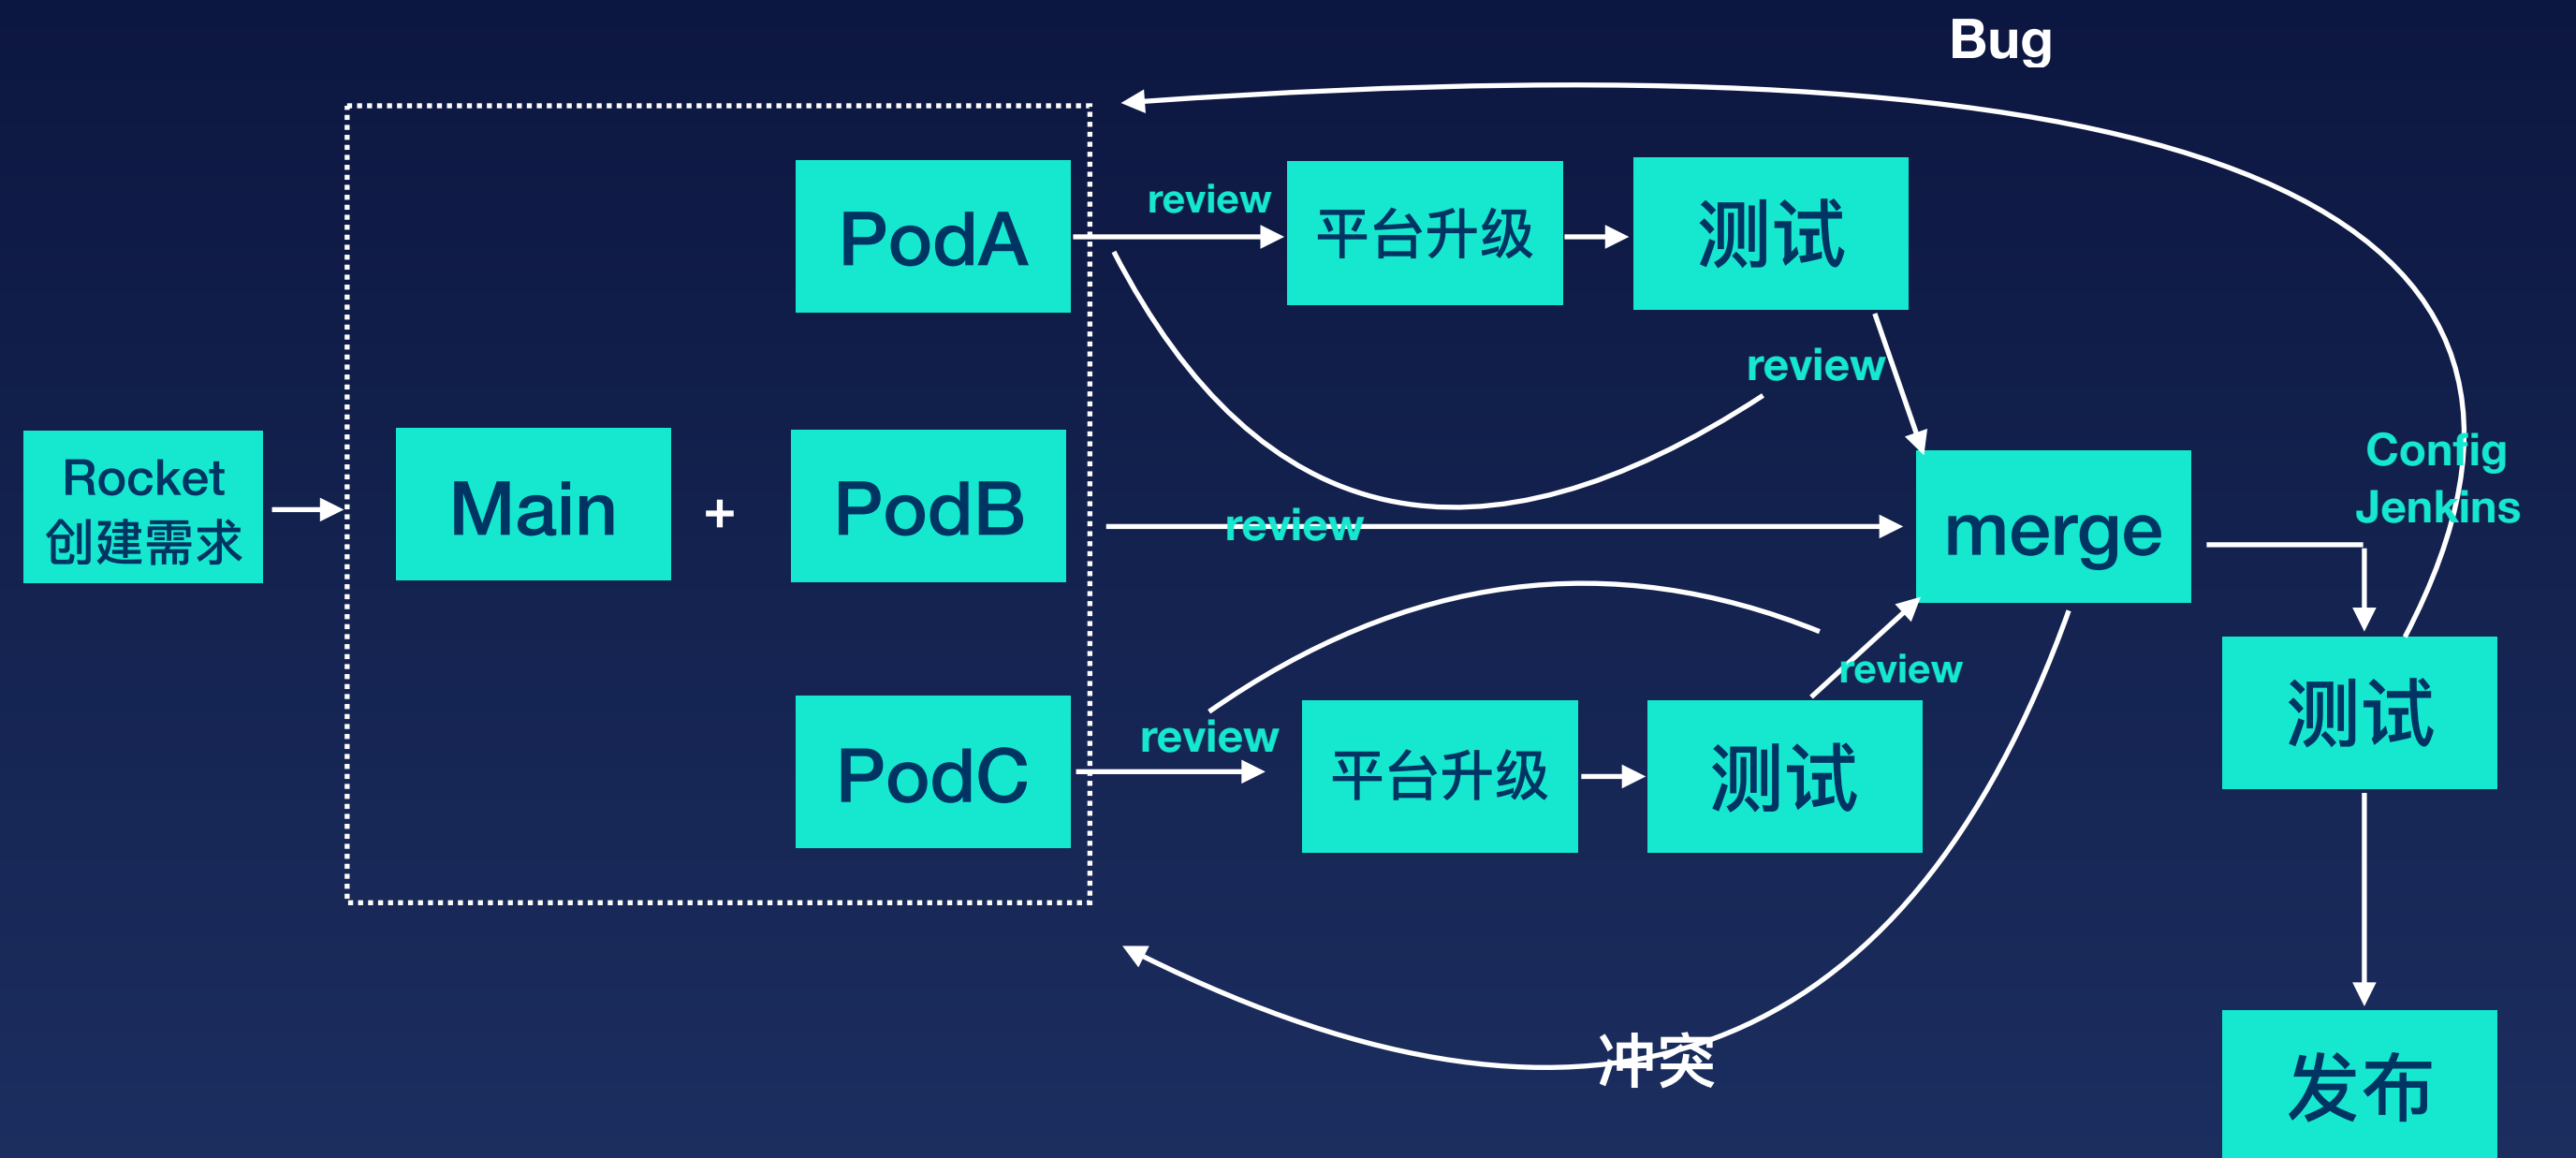 Bug
PodA
review
平台升级
测试
review
Rocket
创建需求
Main
+
PodB
review
merge
Config
Jenkins
PodC
review
平台升级
测试
review
测试
冲突
发布